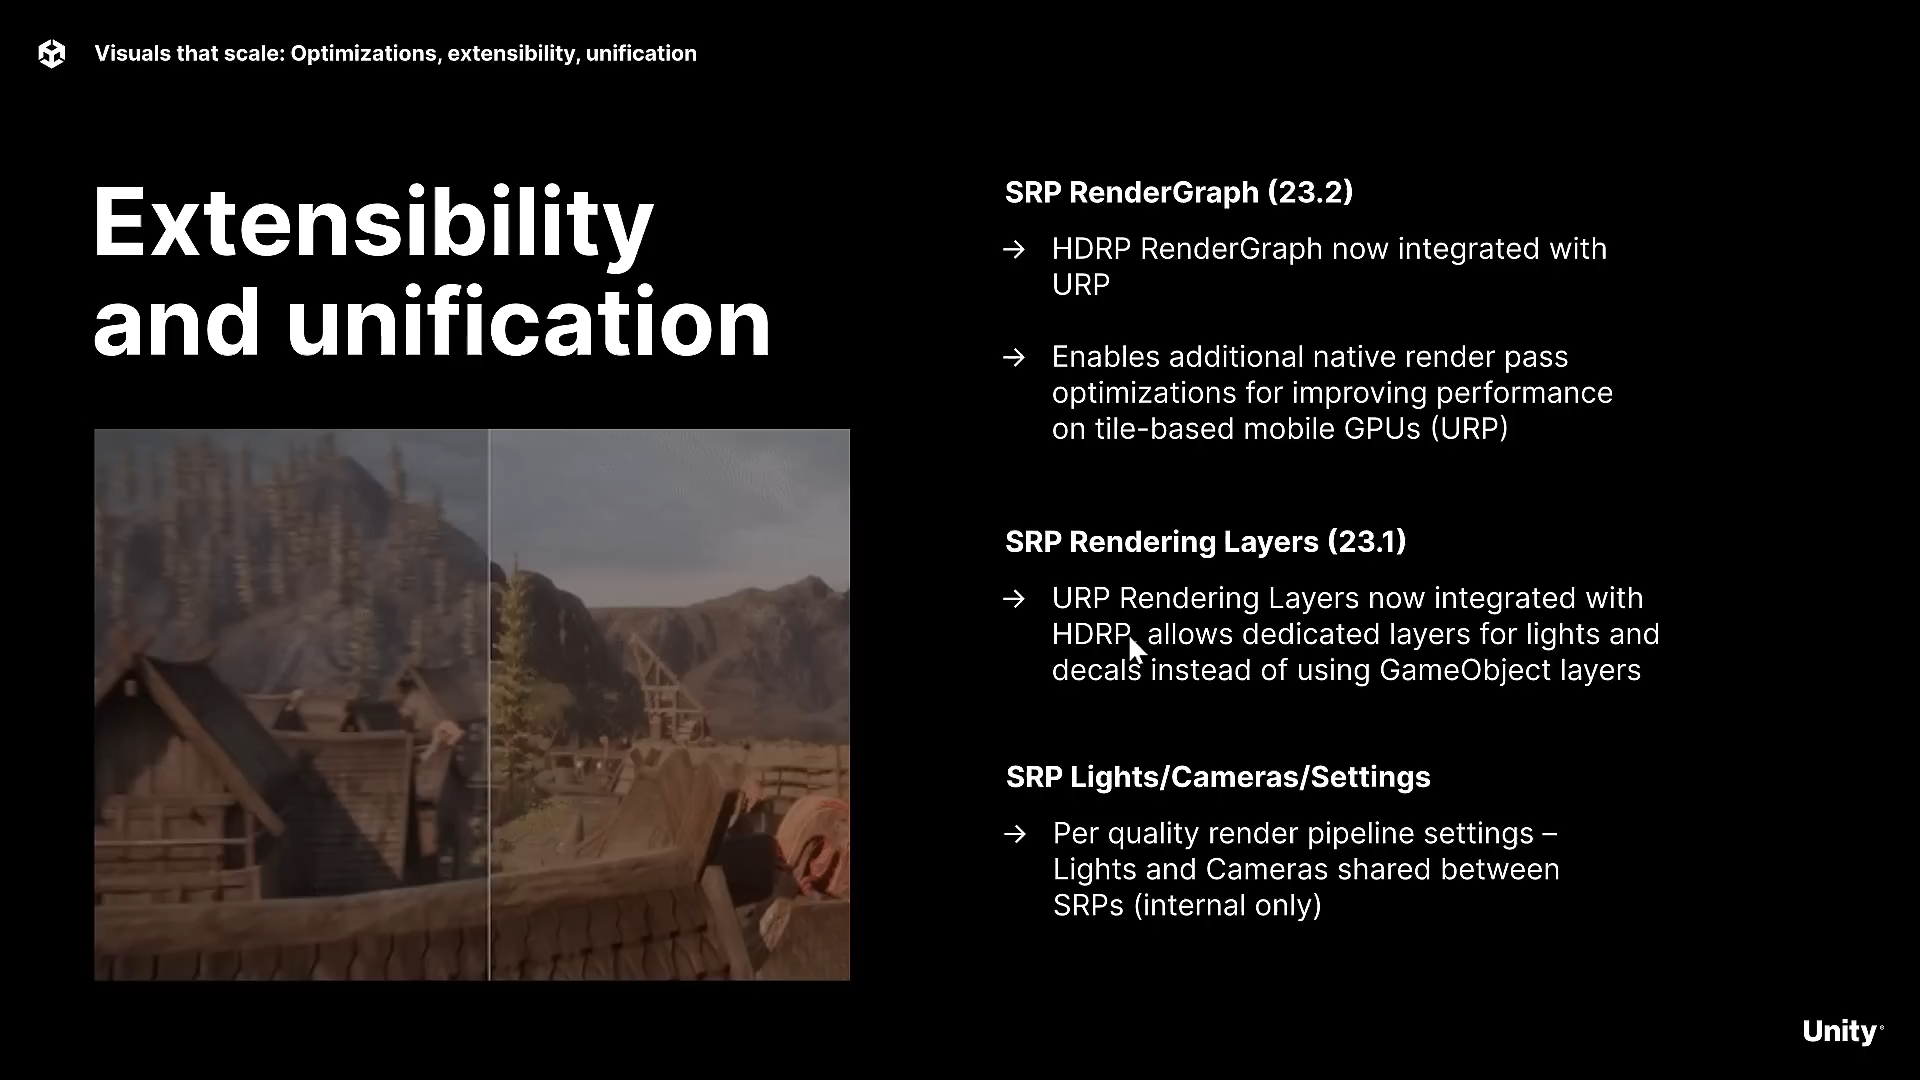 Visuals that scale: Optimizations, extensibility, unification
Extensibility
and unification
SRP RenderGraph (23.2)
→ HDRP RenderGraph now integrated with
URP
→ Enables additional native render pass
optimizations for improving performance
on tile-based mobile GPUs (URP)
SRP Rendering Layers (23.1)
→ URP Rendering Layers now integrated with
HDRP, allows dedicated layers for lights and
decals instead of using GameObject layers
SRP Lights/Cameras/Settings
→ Per quality render pipeline settings –
Lights and Cameras shared between
SRPs (internal only)
Unity®